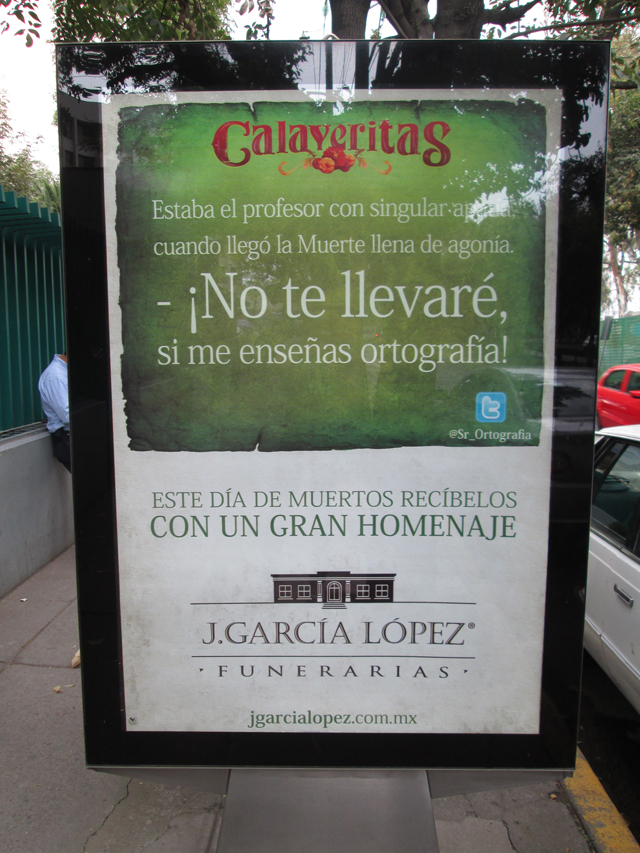 Calaveritas
Estaba el profesor con singular
cuando llegó la Muerte llena de agonía.
- ¡No te llevaré,
si me enseñas ortografía!
@Sr_Ortografia
ESTE DÍA DE MUERTOS RECÍBELOS
CON UN GRAN HOMENAJE
J.GARCÍA LÓPEZ®
· FUNERARIAS ·
jgarcialopez.com.mx